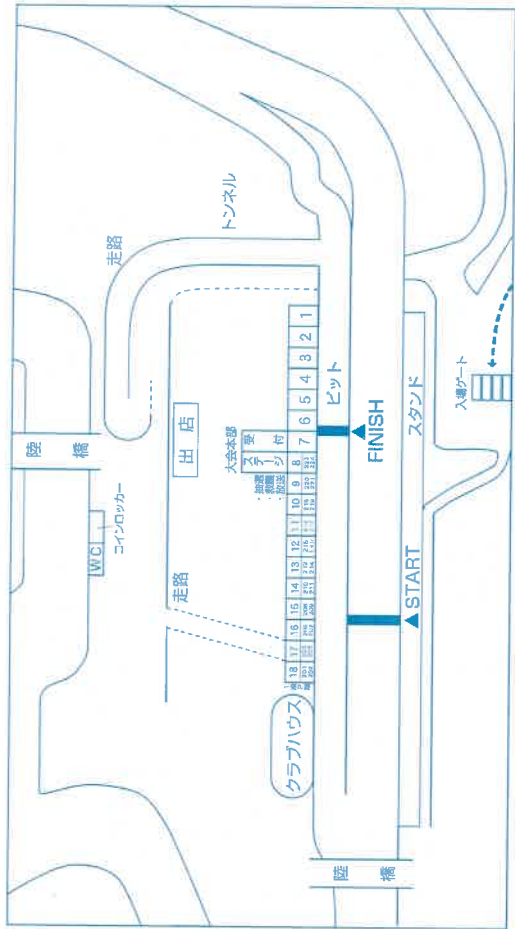 陸橋
WC
コインロッカー
走路
トンネル
出店
走路
大会本部
受付
ステージ
・抽選
・救護
・放送
18 17 16 15 14 13 12 11 10 9 8 7 6 5 4 3 2 1
クラブハウス
ピット
FINISH
START
スタンド
陸橋
入場ゲート